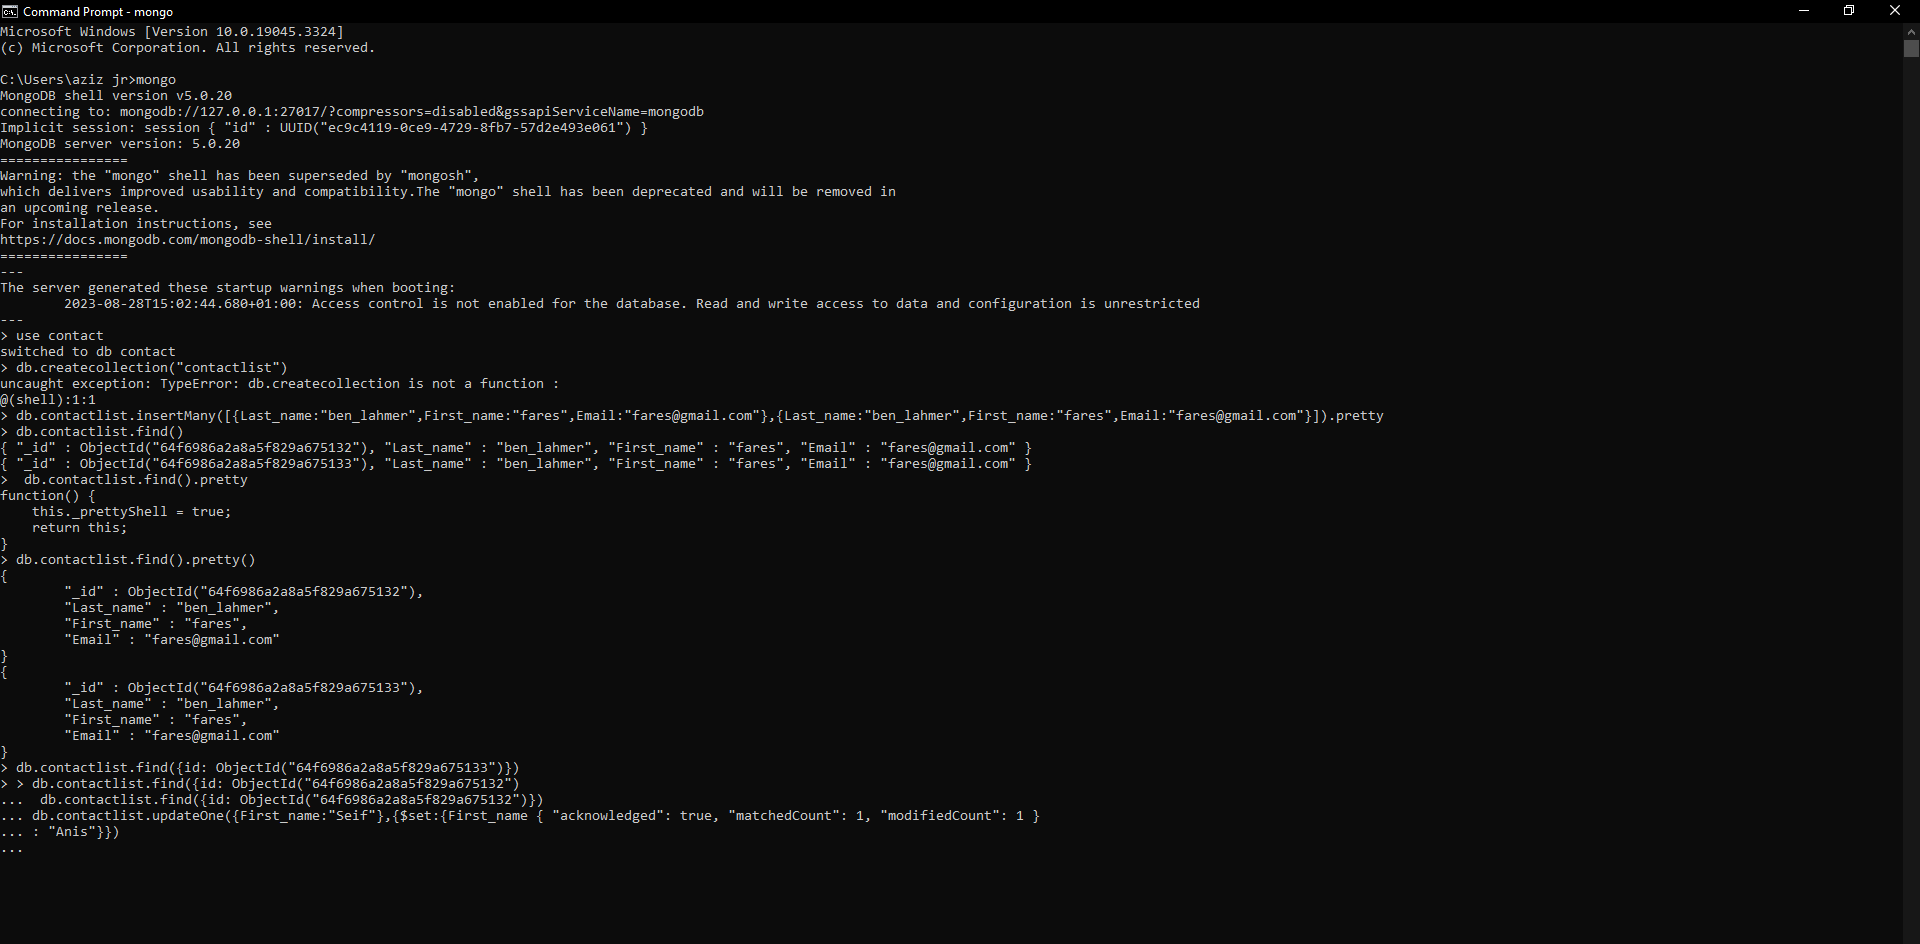 Command Prompt - mongo
Microsoft Windows [Version 10.0.19045.3324]
(c) Microsoft Corporation. All rights reserved.
C:\Users\aziz jr>mongo
MongoDB shell version v5.0.20
connecting to: mongodb://127.0.0.1:27017/?compressors=disabled&gssapiServiceName=mongodb
Implicit session: session { "id" : UUID("ec9c4119-0ce9-4729-8fb7-57d2e493e061") }
MongoDB server version: 5.0.20
================
Warning: the "mongo" shell has been superseded by "mongosh",
which delivers improved usability and compatibility.The "mongo" shell has been deprecated and will be removed in
an upcoming release.
For installation instructions, see
https://docs.mongodb.com/mongodb-shell/install/
================
---
The server generated these startup warnings when booting:
        2023-08-28T15:02:44.680+01:00: Access control is not enabled for the database. Read and write access to data and configuration is unrestricted
---
> use contact
switched to db contact
> db.createcollection("contactlist")
uncaught exception: TypeError: db.createcollection is not a function :
@(shell):1:1
> db.contactlist.insertMany([{Last_name:"ben_lahmer",First_name:"fares",Email:"fares@gmail.com"},{Last_name:"ben_lahmer",First_name:"fares",Email:"fares@gmail.com"}]).pretty
> db.contactlist.find()
{ "_id" : ObjectId("64f6986a2a8a5f829a675132"), "Last_name" : "ben_lahmer", "First_name" : "fares", "Email" : "fares@gmail.com" }
{ "_id" : ObjectId("64f6986a2a8a5f829a675133"), "Last_name" : "ben_lahmer", "First_name" : "fares", "Email" : "fares@gmail.com" }
>  db.contactlist.find().pretty
function() {
    this._prettyShell = true;
    return this;
}
> db.contactlist.find().pretty()
{
        "_id" : ObjectId("64f6986a2a8a5f829a675132"),
        "Last_name" : "ben_lahmer",
        "First_name" : "fares",
        "Email" : "fares@gmail.com"
}
{
        "_id" : ObjectId("64f6986a2a8a5f829a675133"),
        "Last_name" : "ben_lahmer",
        "First_name" : "fares",
        "Email" : "fares@gmail.com"
}
> db.contactlist.find({id: ObjectId("64f6986a2a8a5f829a675133")})
> > db.contactlist.find({id: ObjectId("64f6986a2a8a5f829a675132")
...  db.contactlist.find({id: ObjectId("64f6986a2a8a5f829a675132")})
... db.contactlist.updateOne({First_name:"Seif"},{$set:{First_name { "acknowledged": true, "matchedCount": 1, "modifiedCount": 1 }
... : "Anis"}})
...